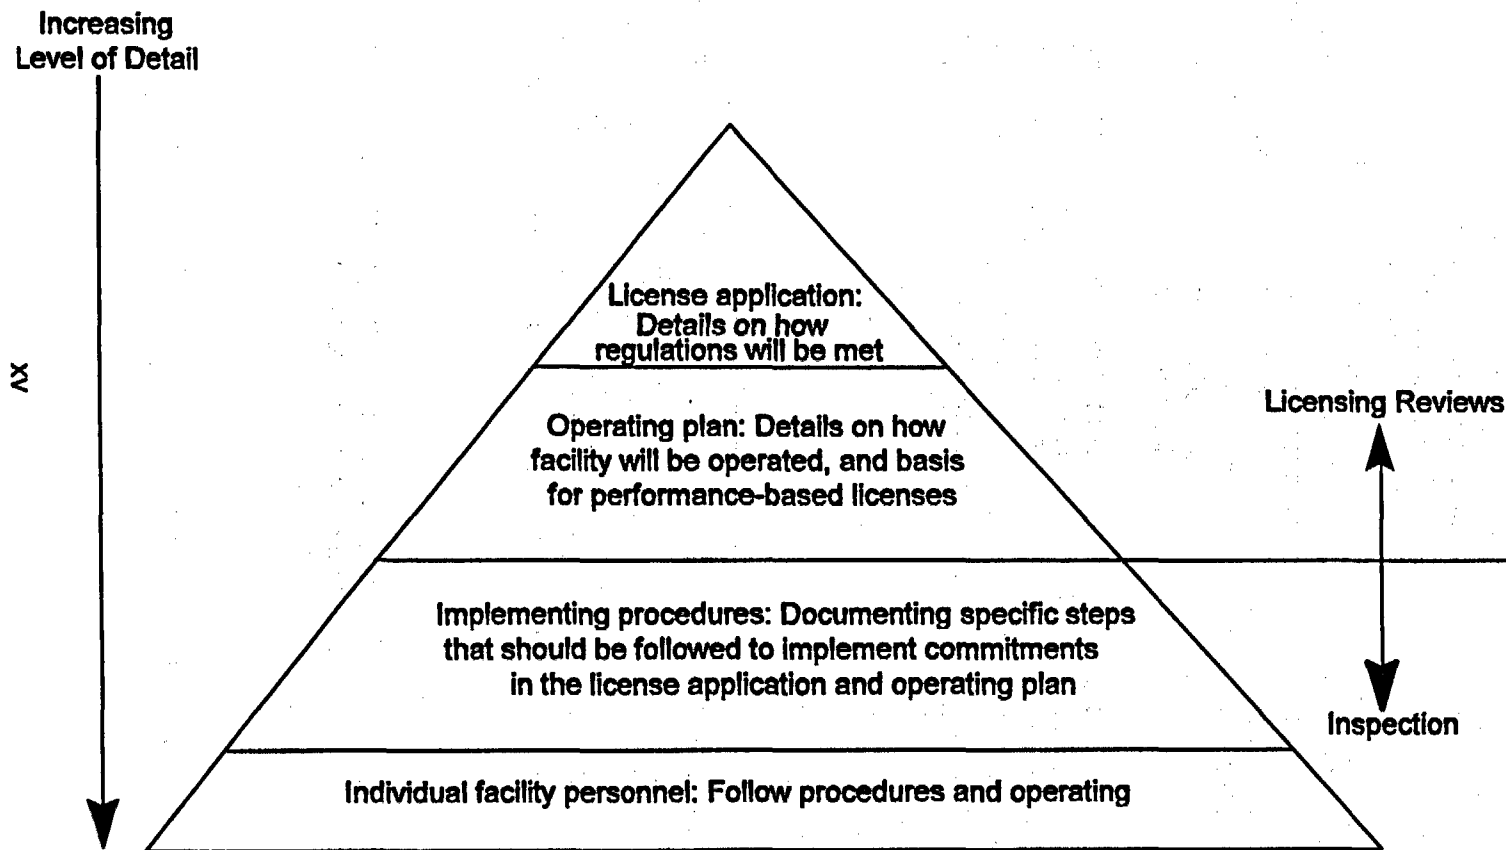 Increasing
Level of Detail
License application:
Details on how
regulations will be met
Operating plan: Details on how
facility will be operated, and basis
for performance-based licenses
Implementing procedures: Documenting specific steps
that should be followed to implement commitments
in the license application and operating plan
Individual facility personnel: Follow procedures and operating
Licensing Reviews
Inspection
xv